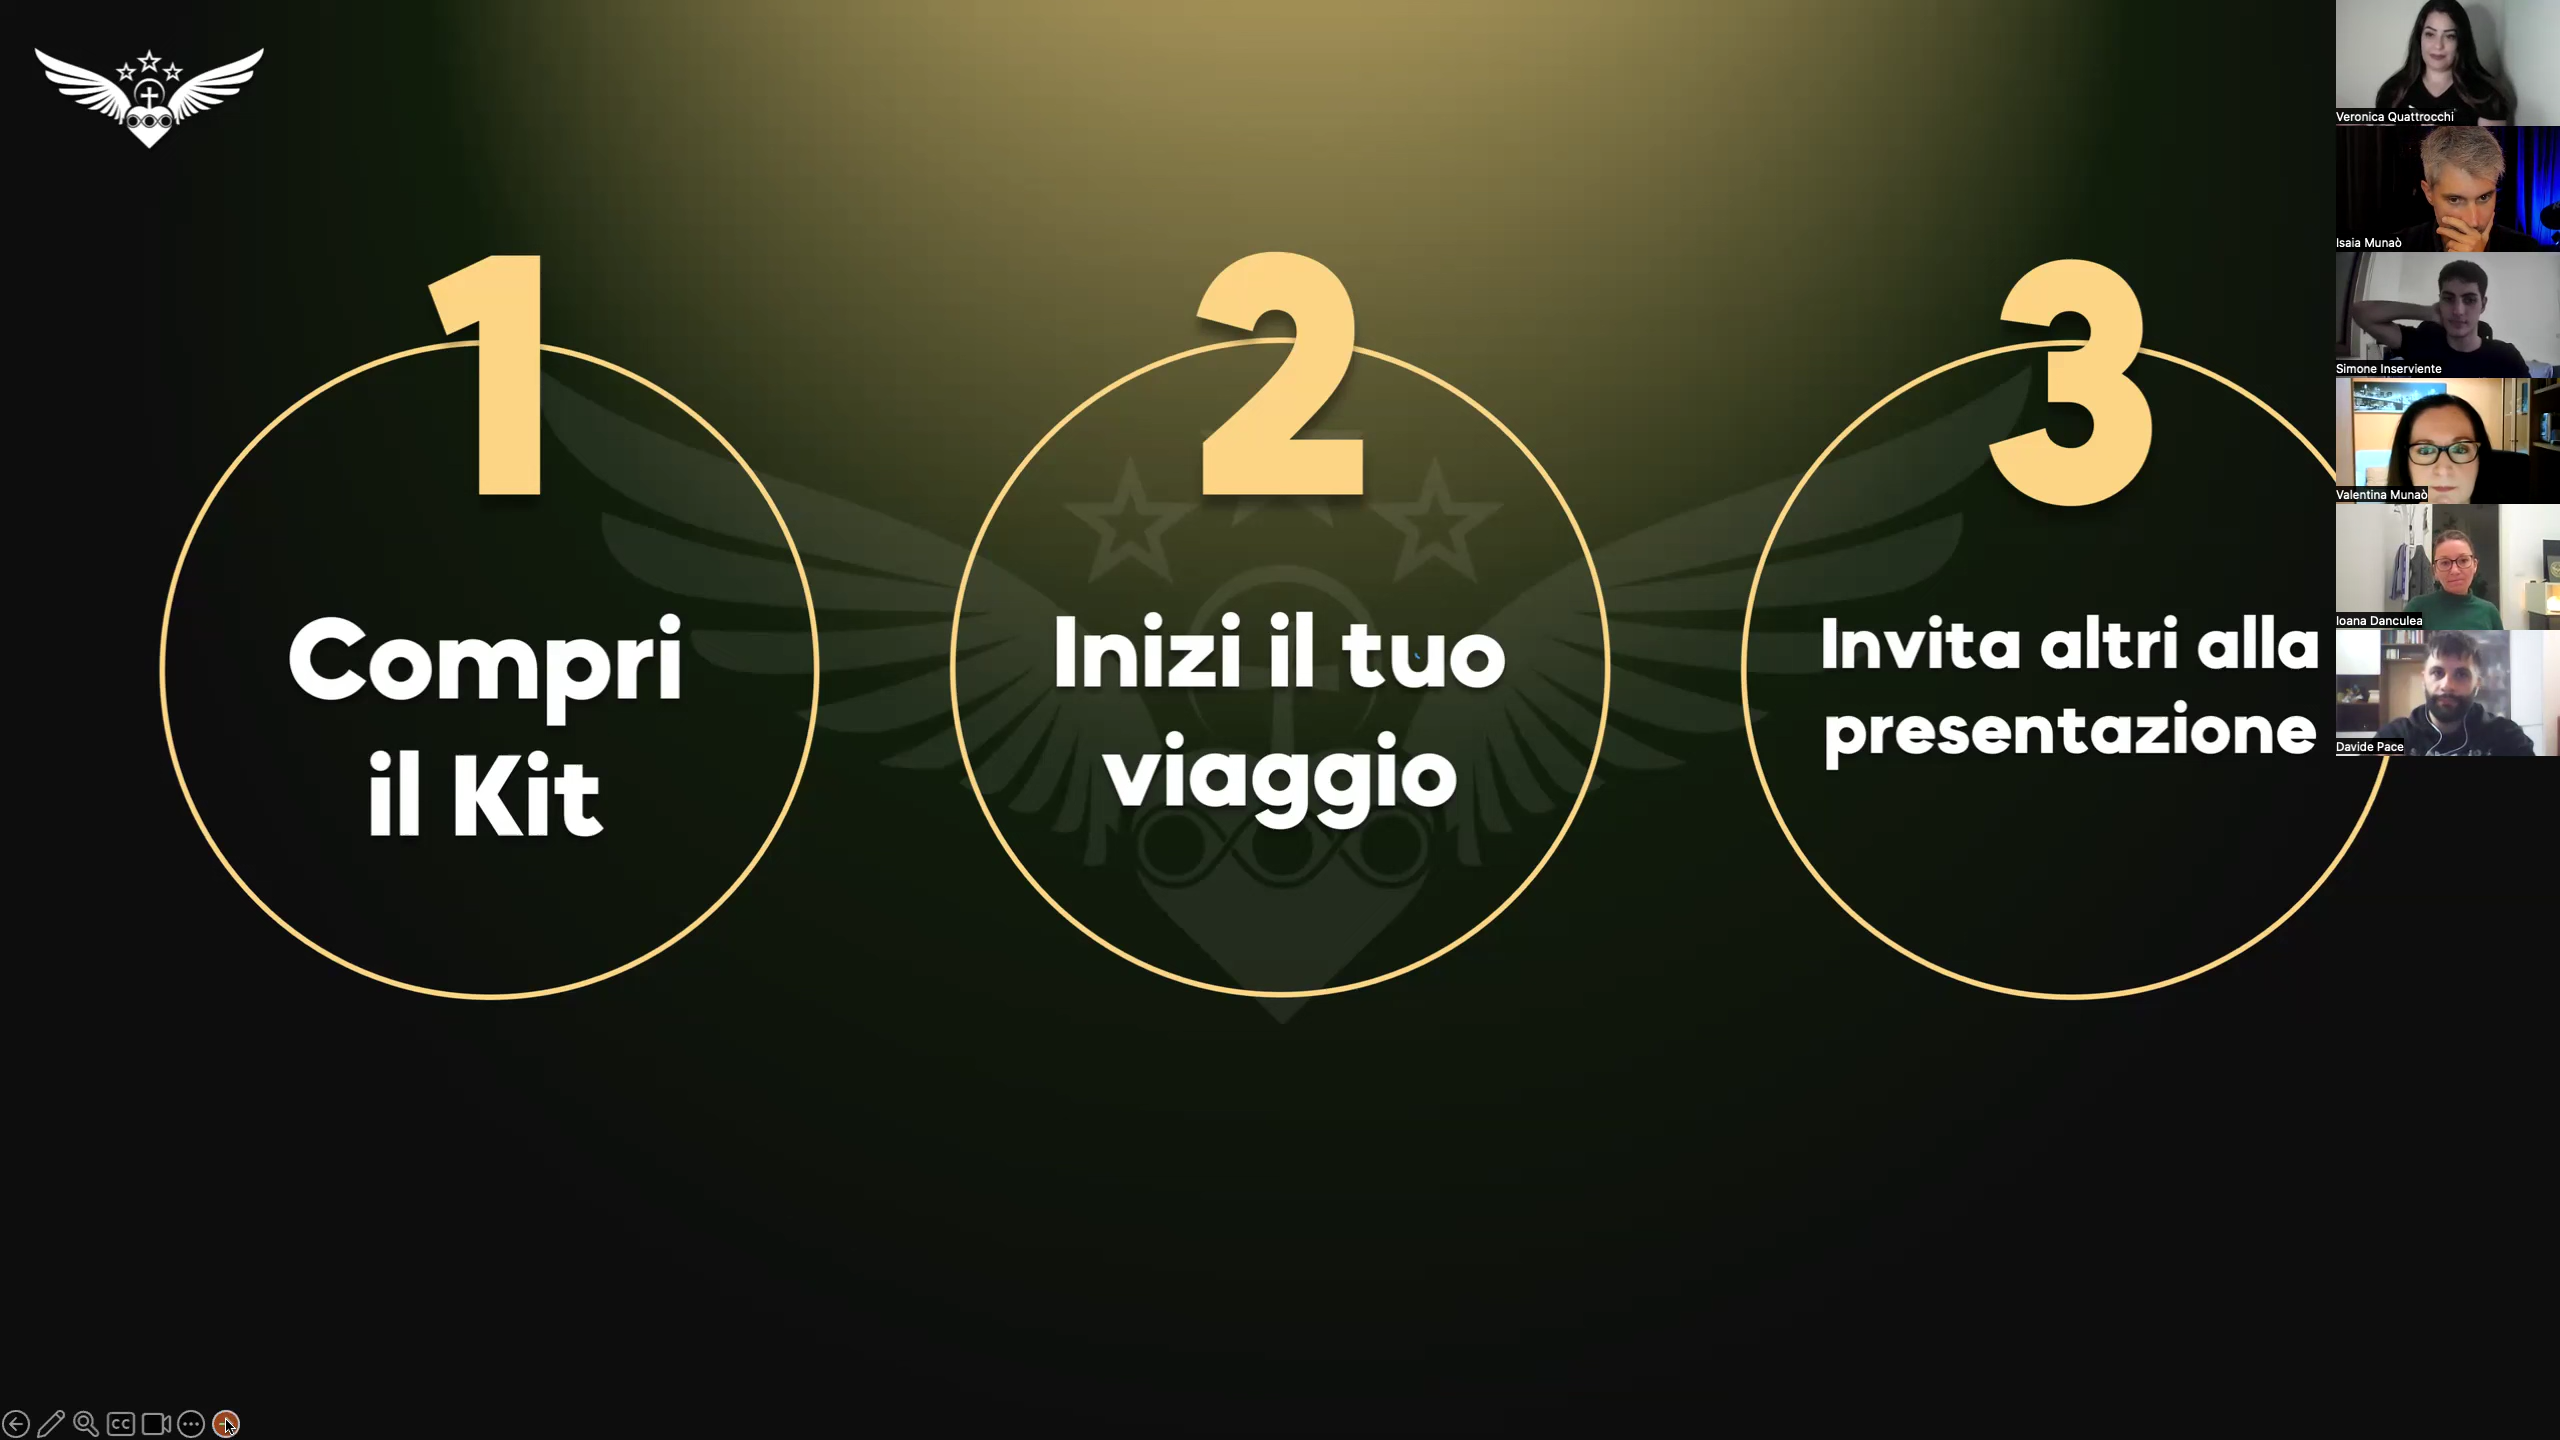 1
Compri
il Kit
2
Inizi il tuo
viaggio
3
Invita altri alla
presentazione
Veronica Quattrocchi
Isaia Munaò
Simone Inserviente
Valentina Munaò
Ioana Danculea
Davide Pace
CC